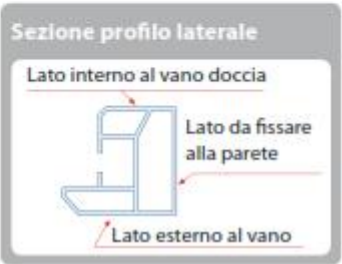 Sezione profilo laterale
Lato interno al vano doccia
Lato da fissare
alla parete
Lato esterno al vano